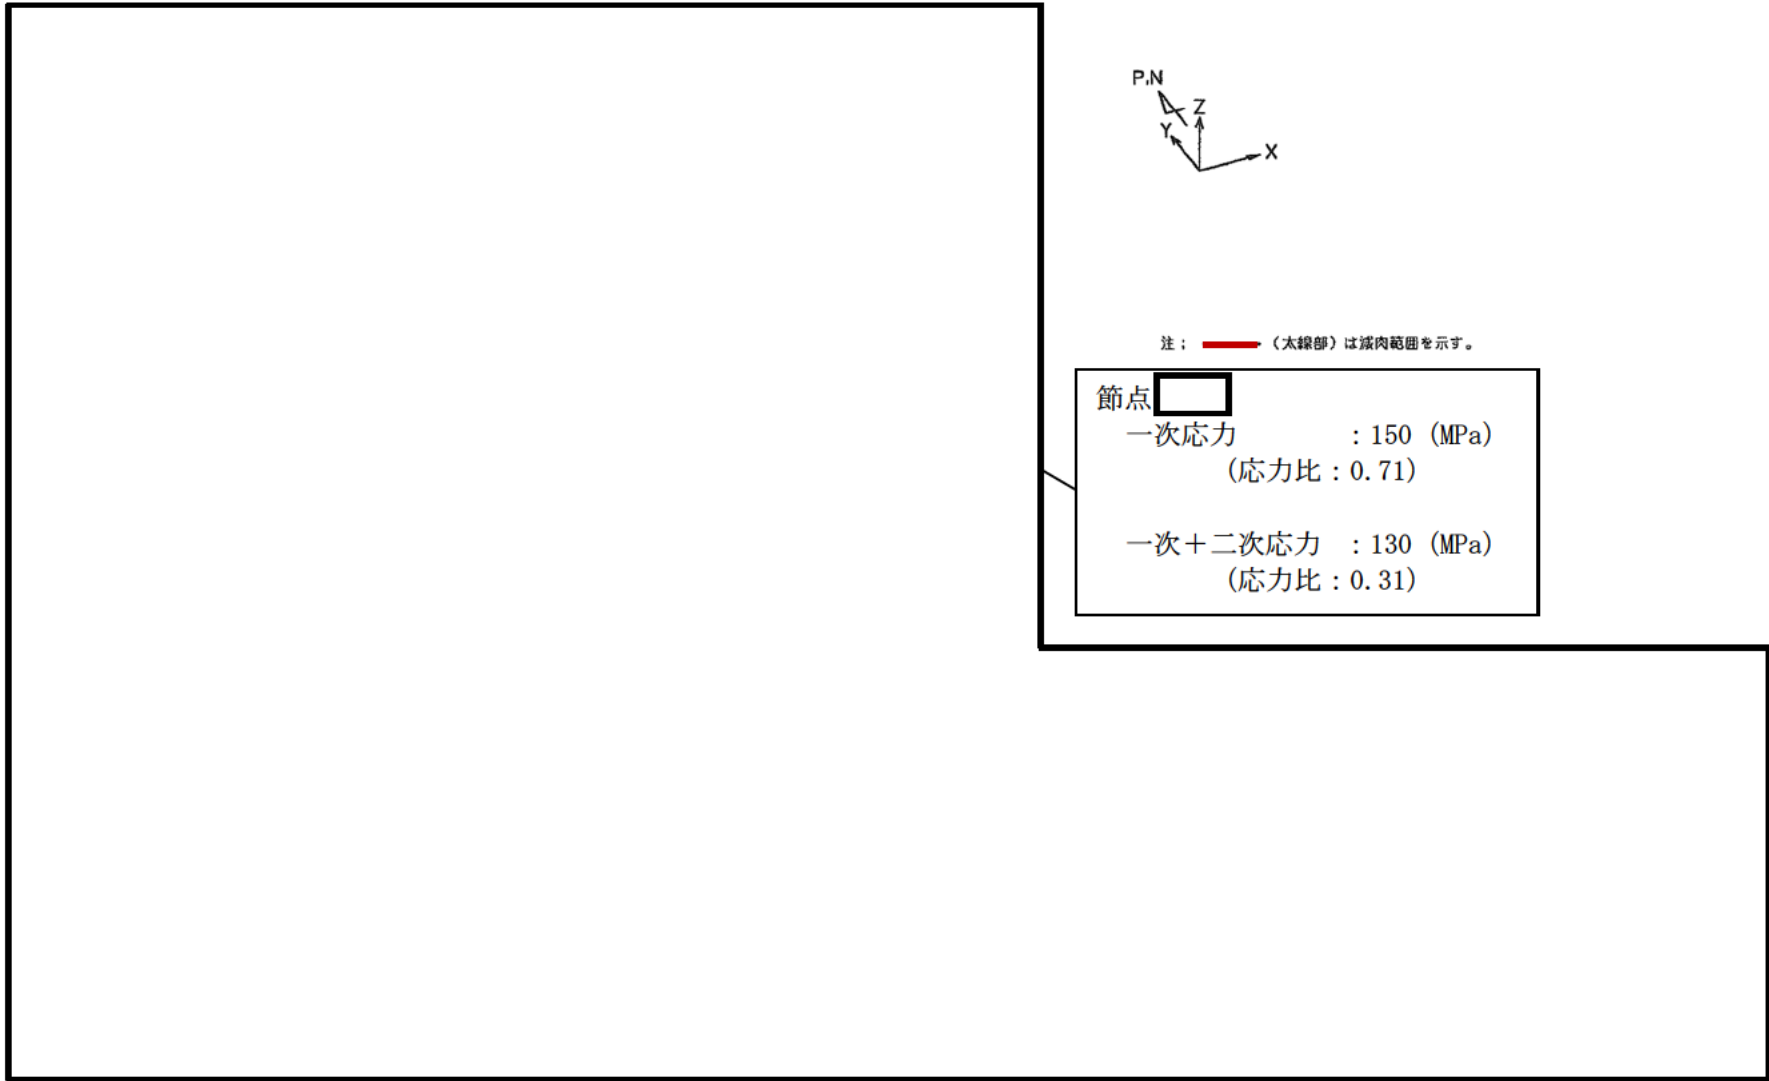 P.N
Z
Y
X
注： （太線部）は減肉範囲を示す。
節点
一次応力 ：150 (MPa)
(応力比：0.71)
一次＋二次応力 ：130 (MPa)
(応力比：0.31)